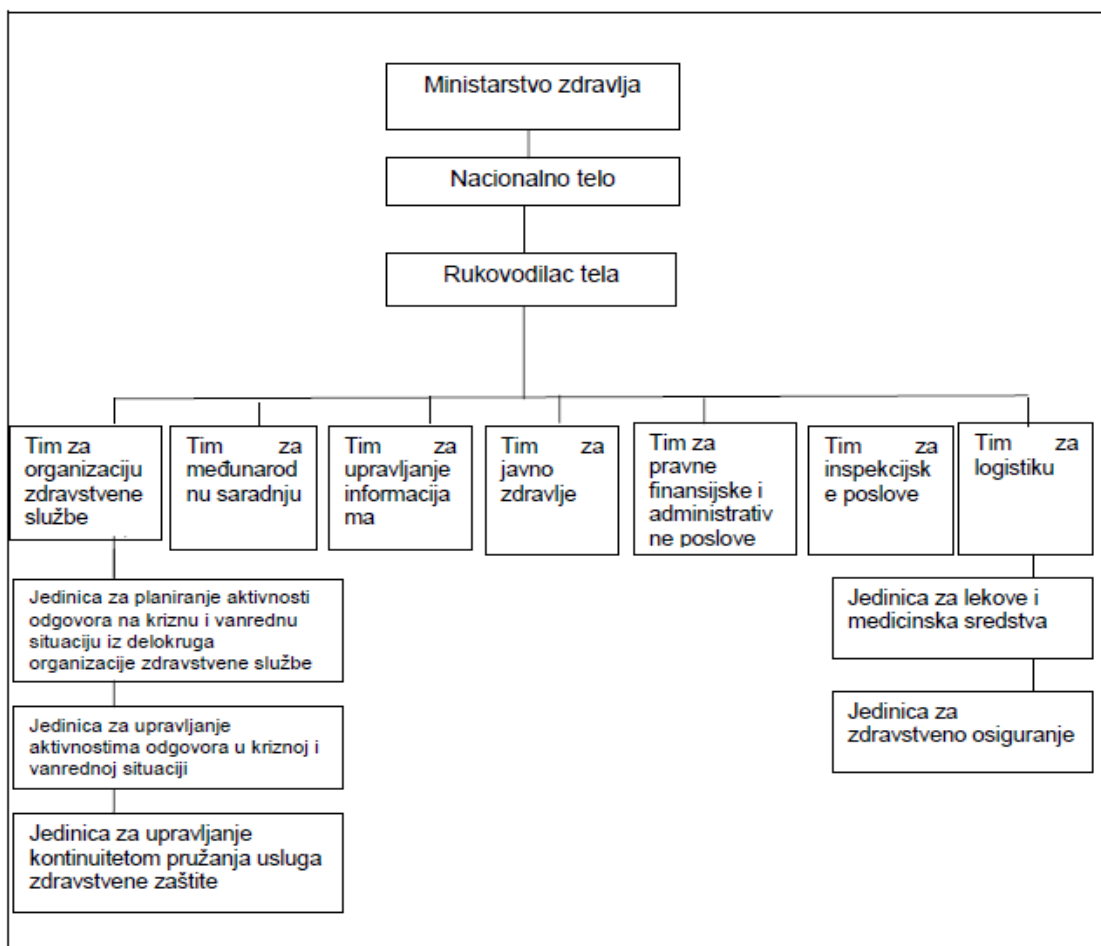 Ministarstvo zdravlja
Nacionalno telo
Rukovodilac tela
Tim za
organizaciju
zdravstvene
službe
Tim za
međunarod
nu saradnju
Tim za
upravljanje
informacija
ma
Tim za
javno
zdravlje
Tim za
pravne
finansijske i
administrativ
ne poslove
Tim za
inspekcijsk
e poslove
Tim za
logistiku
Jedinica za planiranje aktivnosti
odgovora na kriznu i vanrednu
situaciju iz delokruga
organizacije zdravstvene službe
Jedinica za upravljanje
aktivnostima odgovora u kriznoj i
vanrednoj situaciji
Jedinica za upravljanje
kontinuitetom pružanja usluga
zdravstvene zaštite
Jedinica za lekove i
medicinska sredstva
Jedinica za
zdravstveno osiguranje